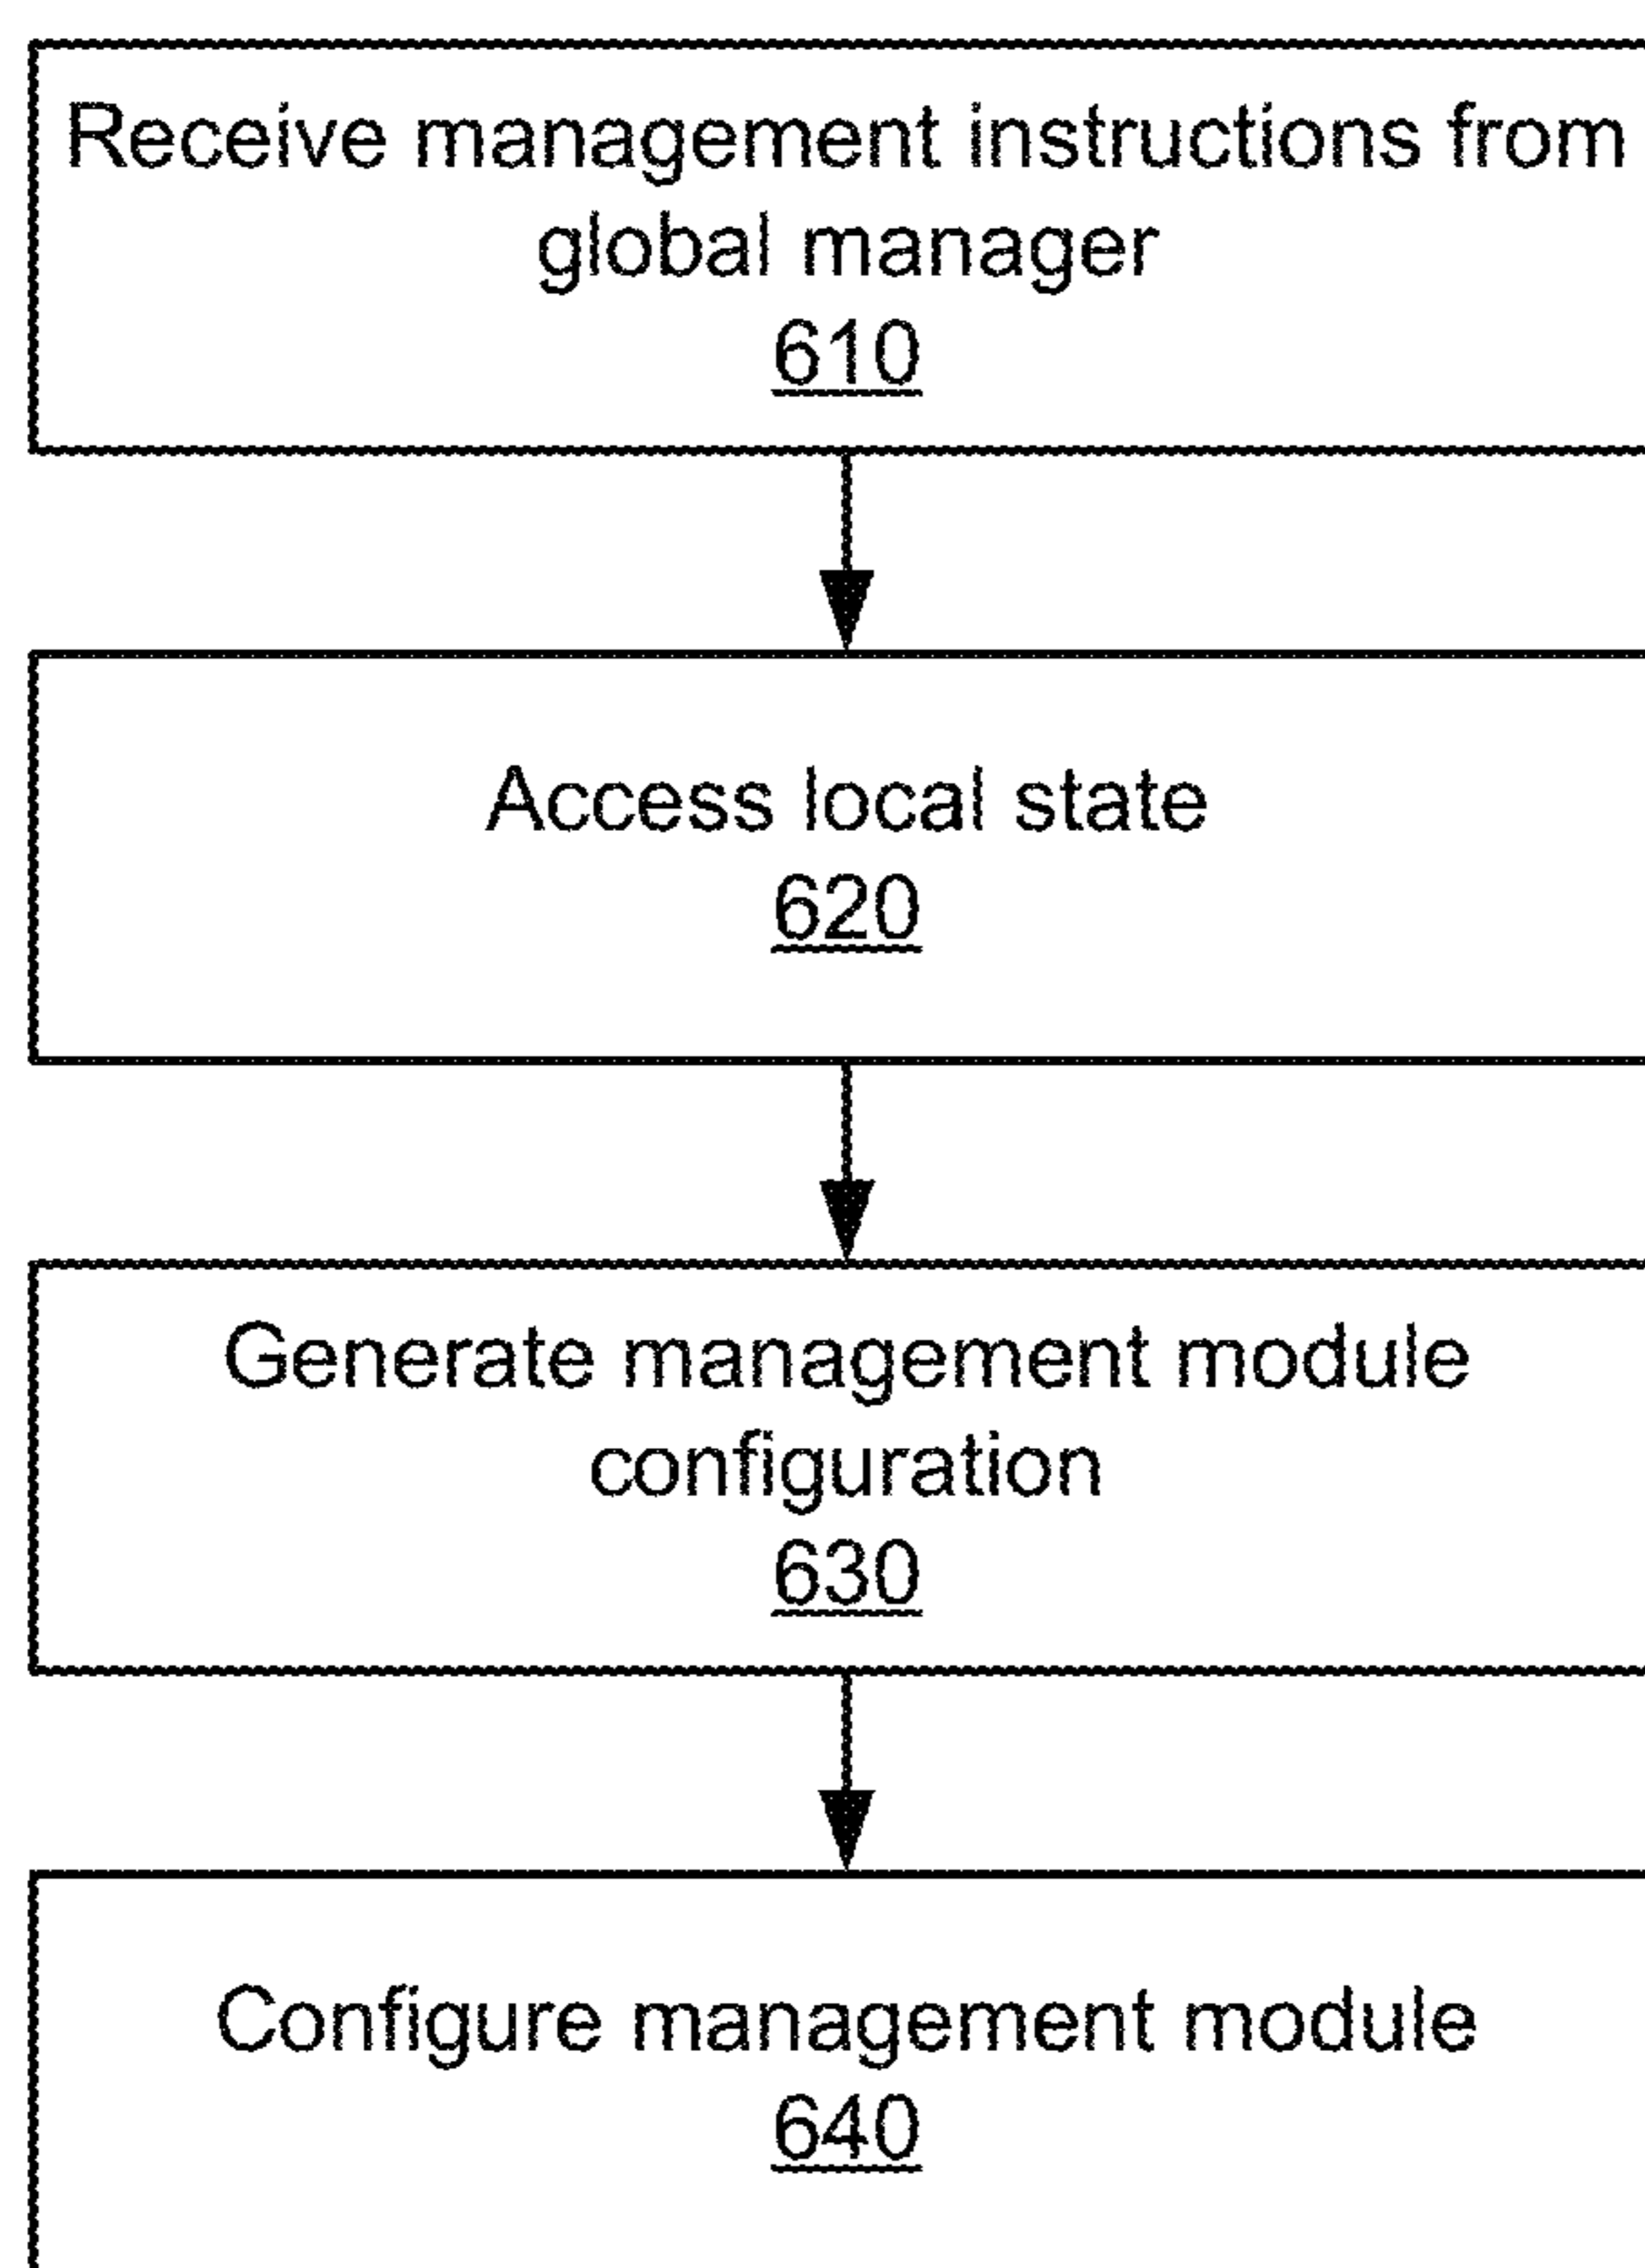 Receive management instructions from
global manager
610
Access local state
620
Generate management module
configuration
630
Configure management module
640